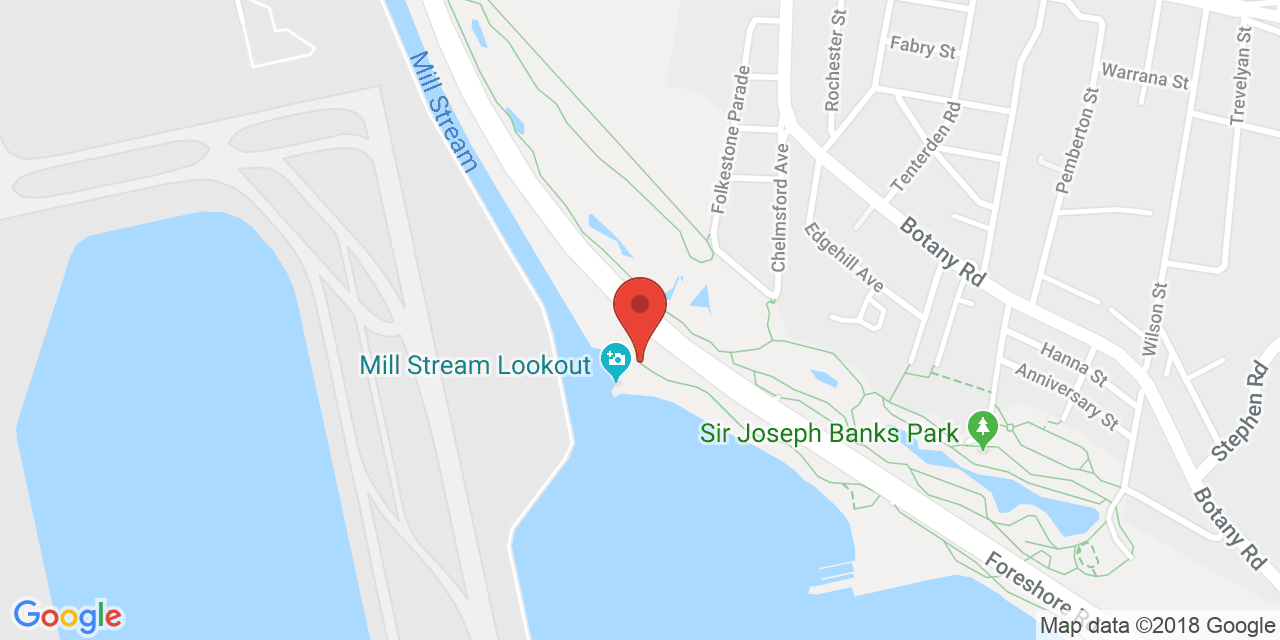 Fabry St
Rochester St
Warrana St
Trevelyan St
Mill Stream
Folkestone Parade
Tenterden Rd
Pemberton St
Chelmsford Ave
Edgehill Ave
Botany Rd
Wilson St
Hanna St
Anniversary St
Mill Stream Lookout
Sir Joseph Banks Park
Stephen Rd
Botany Rd
Foreshore R
Google
Map data ©2018 Google